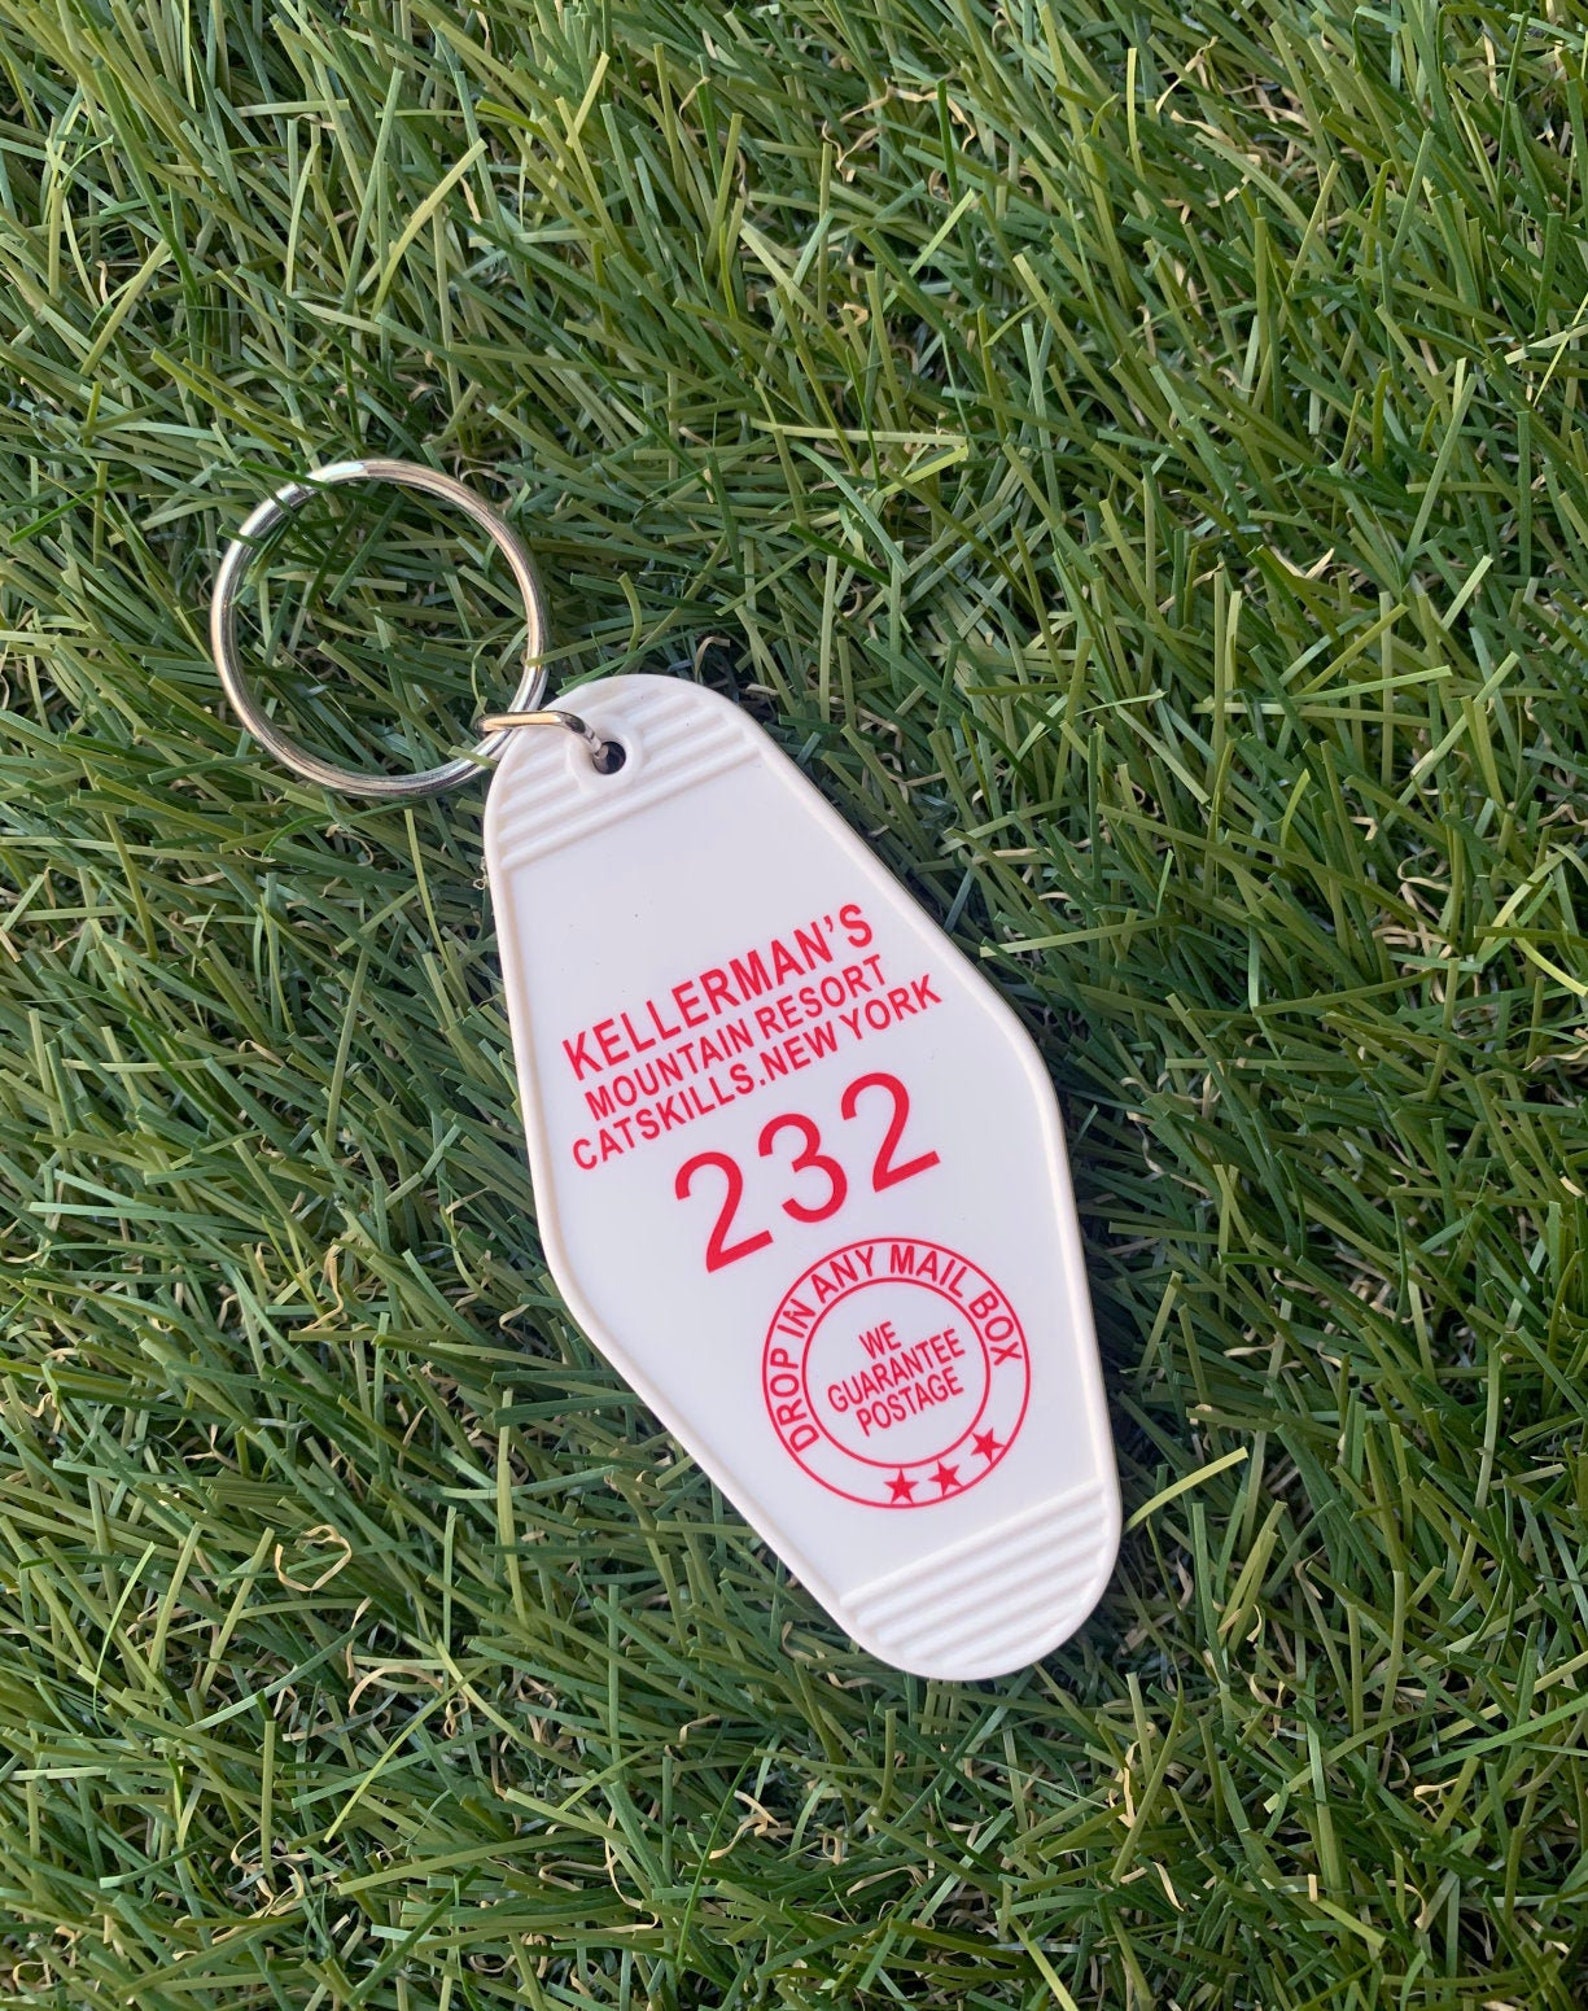 KELLERMAN'S
MOUNTAIN RESORT
CATSKILLS.NEW YORK
232
DROP IN ANY MAIL BOX
WE
GUARANTEE
POSTAGE